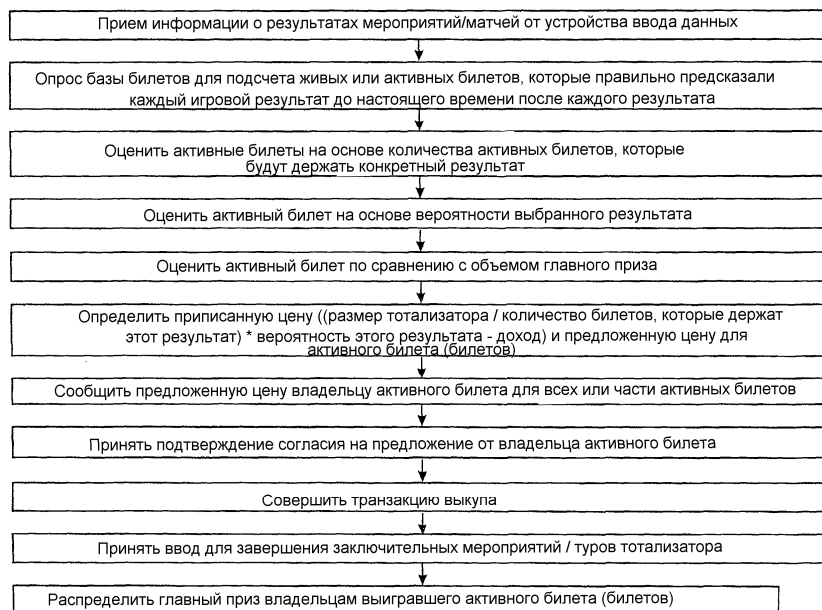 Прием информации о результатах мероприятий/матчей от устройства ввода данных
Опрос базы билетов для подсчета живых или активных билетов, которые правильно предсказали
каждый игровой результат до настоящего времени после каждого результата
Оценить активные билеты на основе количества активных билетов, которые
будут держать конкретный результат
Оценить активный билет на основе вероятности выбранного результата
Оценить активный билет по сравнению с объемом главного приза
Определить приписанную цену ((размер тотализатора / количество билетов, которые держат
этот результат) * вероятность этого результата - доход) и предложенную цену для
активного билета (билетов)
Сообщить предложенную цену владельцу активного билета для всех или части активных билетов
Принять подтверждение согласия на предложение от владельца активного билета
Совершить транзакцию выкупа
Принять ввод для завершения заключительных мероприятий / туров тотализатора
Распределить главный приз владельцам выигравшего активного билета (билетов)